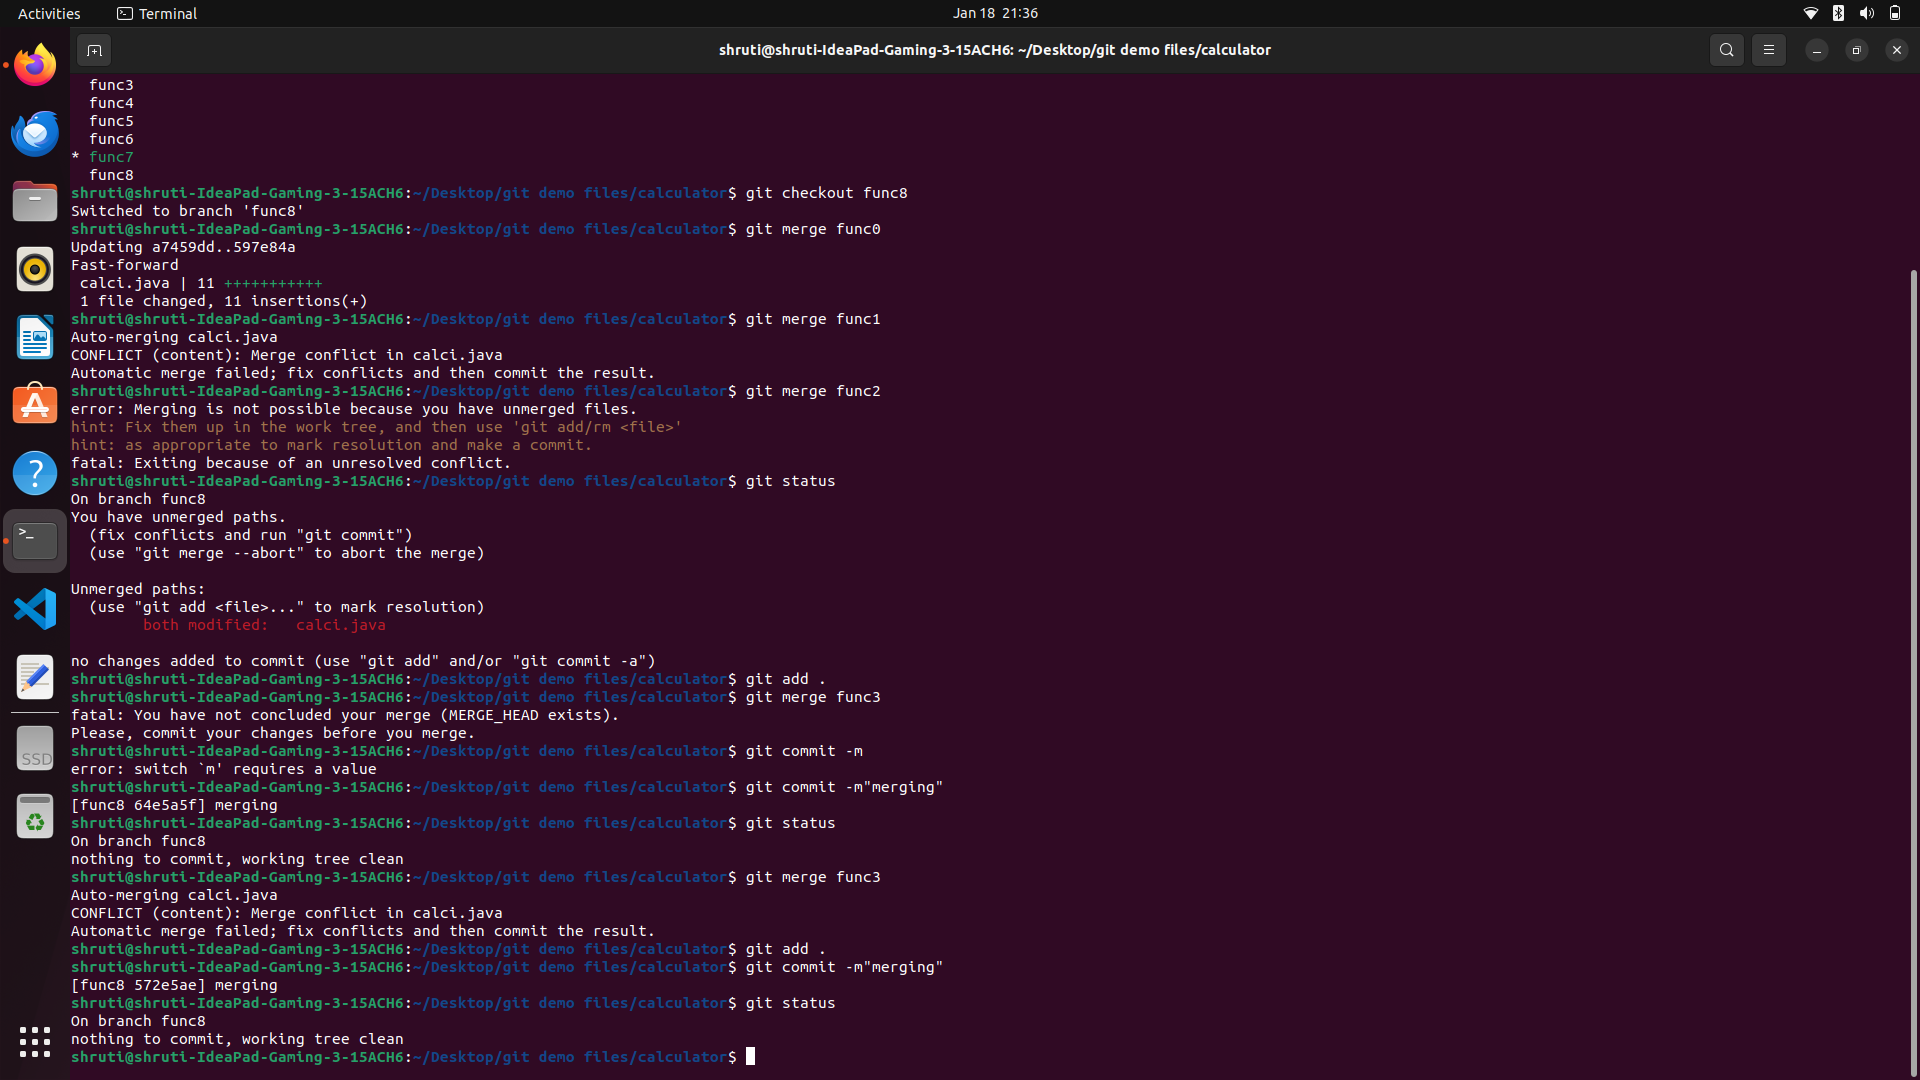 Activities
Terminal
Jan 18 21:36
shruti@shruti-IdeaPad-Gaming-3-15ACH6: ~/Desktop/git demo files/calculator
func3
func4
func5
func6
* func7
func8
shruti@shruti-IdeaPad-Gaming-3-15ACH6:~/Desktop/git demo files/calculator$ git checkout func8
Switched to branch 'func8'
shruti@shruti-IdeaPad-Gaming-3-15ACH6:~/Desktop/git demo files/calculator$ git merge func0
Updating a7459dd..597e84a
Fast-forward
calci.java | 11 +++++++++++
1 file changed, 11 insertions(+)
shruti@shruti-IdeaPad-Gaming-3-15ACH6:~/Desktop/git demo files/calculator$ git merge func1
Auto-merging calci.java
CONFLICT (content): Merge conflict in calci.java
Automatic merge failed; fix conflicts and then commit the result.
shruti@shruti-IdeaPad-Gaming-3-15ACH6:~/Desktop/git demo files/calculator$ git merge func2
error: Merging is not possible because you have unmerged files.
hint: Fix them up in the work tree, and then use 'git add/rm <file>'
hint: as appropriate to mark resolution and make a commit.
fatal: Exiting because of an unresolved conflict.
shruti@shruti-IdeaPad-Gaming-3-15ACH6:~/Desktop/git demo files/calculator$ git status
On branch func8
You have unmerged paths.
(fix conflicts and run "git commit")
(use "git merge --abort" to abort the merge)
Unmerged paths:
(use "git add <file>..." to mark resolution)
both modified:   calci.java
no changes added to commit (use "git add" and/or "git commit -a")
shruti@shruti-IdeaPad-Gaming-3-15ACH6:~/Desktop/git demo files/calculator$ git add .
shruti@shruti-IdeaPad-Gaming-3-15ACH6:~/Desktop/git demo files/calculator$ git merge func3
fatal: You have not concluded your merge (MERGE_HEAD exists).
Please, commit your changes before you merge.
shruti@shruti-IdeaPad-Gaming-3-15ACH6:~/Desktop/git demo files/calculator$ git commit -m
error: switch `m' requires a value
shruti@shruti-IdeaPad-Gaming-3-15ACH6:~/Desktop/git demo files/calculator$ git commit -m"merging"
[func8 64e5a5f] merging
shruti@shruti-IdeaPad-Gaming-3-15ACH6:~/Desktop/git demo files/calculator$ git status
On branch func8
nothing to commit, working tree clean
shruti@shruti-IdeaPad-Gaming-3-15ACH6:~/Desktop/git demo files/calculator$ git merge func3
Auto-merging calci.java
CONFLICT (content): Merge conflict in calci.java
Automatic merge failed; fix conflicts and then commit the result.
shruti@shruti-IdeaPad-Gaming-3-15ACH6:~/Desktop/git demo files/calculator$ git add .
shruti@shruti-IdeaPad-Gaming-3-15ACH6:~/Desktop/git demo files/calculator$ git commit -m"merging"
[func8 572e5ae] merging
shruti@shruti-IdeaPad-Gaming-3-15ACH6:~/Desktop/git demo files/calculator$ git status
On branch func8
nothing to commit, working tree clean
shruti@shruti-IdeaPad-Gaming-3-15ACH6:~/Desktop/git demo files/calculator$
SSD